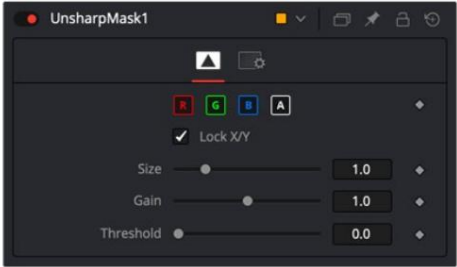 UnsharpMask1
R G B A
Lock X/Y
Size 1.0
Gain 1.0
Threshold 0.0